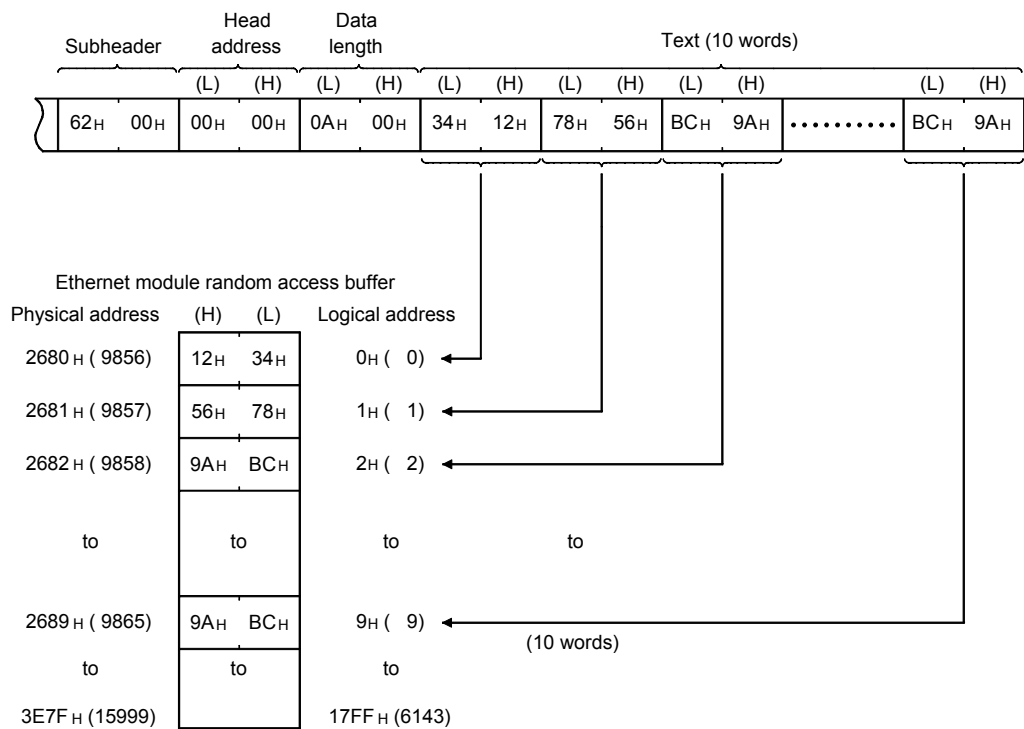 Subheader Head address Data length Text (10 words)
(L) (H) (L) (H) (L) (H) (L) (H) (L) (H) (L) (H)
62H 00H 00H 00H 0AH 00H 34H 12H 78H 56H BCH 9AH •••••••••• BCH 9AH
Ethernet module random access buffer
Physical address (H) (L) Logical address
2680H ( 9856) 12H 34H 0H ( 0)
2681H ( 9857) 56H 78H 1H ( 1)
2682H ( 9858) 9AH BCH 2H ( 2)
to to to to
2689H ( 9865) 9AH BCH 9H ( 9)
(10 words)
to to to
3E7FH (15999) 17FFH (6143)